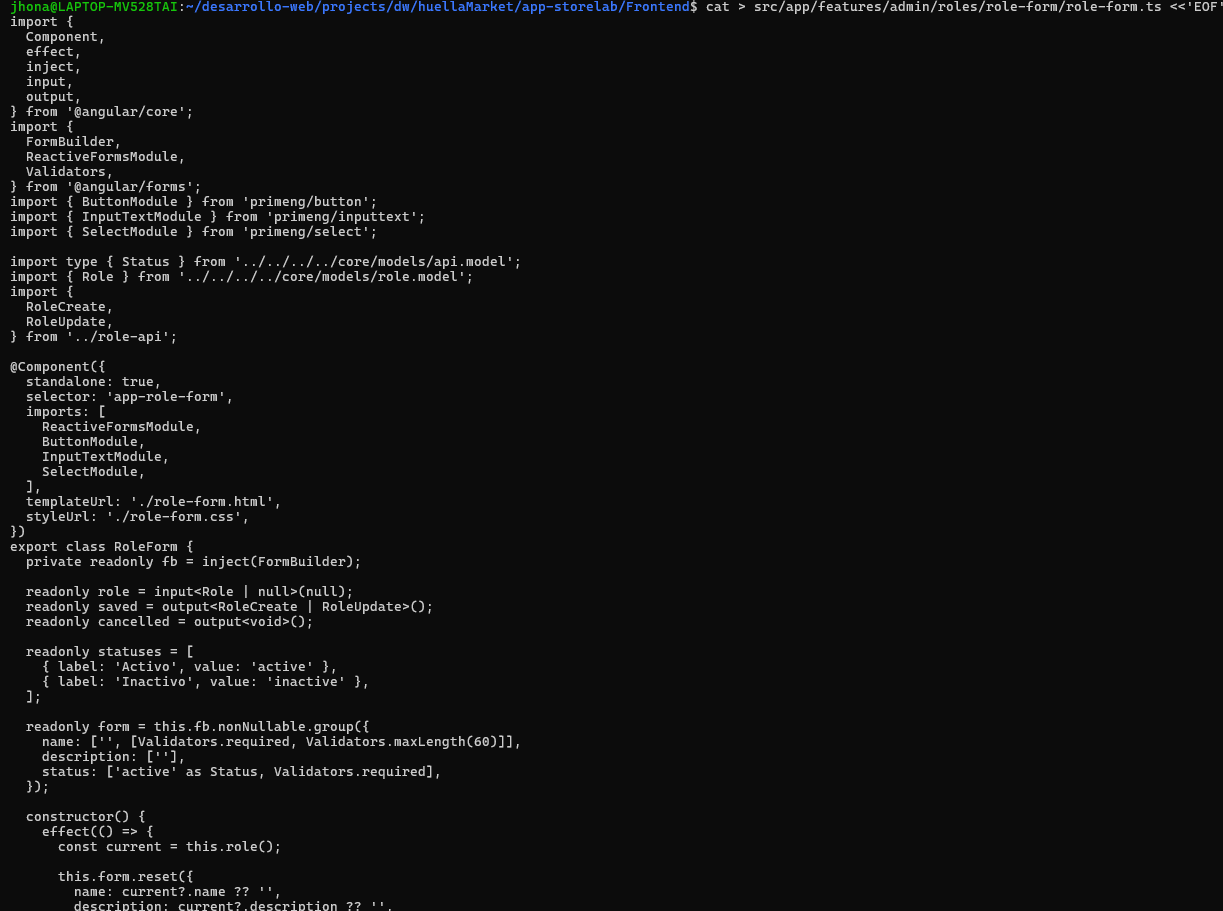 jhona@LAPTOP-MV528TAI:~/desarrollo-web/projects/dw/huellaMarket/app-storelab/Frontend$ cat > src/app/features/admin/roles/role-form/role-form.ts <<'EOF'
import {
  Component,
  effect,
  inject,
  input,
  output,
} from '@angular/core';
import {
  FormBuilder,
  ReactiveFormsModule,
  Validators,
} from '@angular/forms';
import { ButtonModule } from 'primeng/button';
import { InputTextModule } from 'primeng/inputtext';
import { SelectModule } from 'primeng/select';

import type { Status } from '../../../../core/models/api.model';
import { Role } from '../../../../core/models/role.model';
import {
  RoleCreate,
  RoleUpdate,
} from '../role-api';

@Component({
  standalone: true,
  selector: 'app-role-form',
  imports: [
    ReactiveFormsModule,
    ButtonModule,
    InputTextModule,
    SelectModule,
  ],
  templateUrl: './role-form.html',
  styleUrl: './role-form.css',
})
export class RoleForm {
  private readonly fb = inject(FormBuilder);

  readonly role = input<Role | null>(null);
  readonly saved = output<RoleCreate | RoleUpdate>();
  readonly cancelled = output<void>();

  readonly statuses = [
    { label: 'Activo', value: 'active' },
    { label: 'Inactivo', value: 'inactive' },
  ];

  readonly form = this.fb.nonNullable.group({
    name: ['', [Validators.required, Validators.maxLength(60)]],
    description: [''],
    status: ['active' as Status, Validators.required],
  });

  constructor() {
    effect(() => {
      const current = this.role();

      this.form.reset({
        name: current?.name ?? '',
        description: current?.description ?? '',